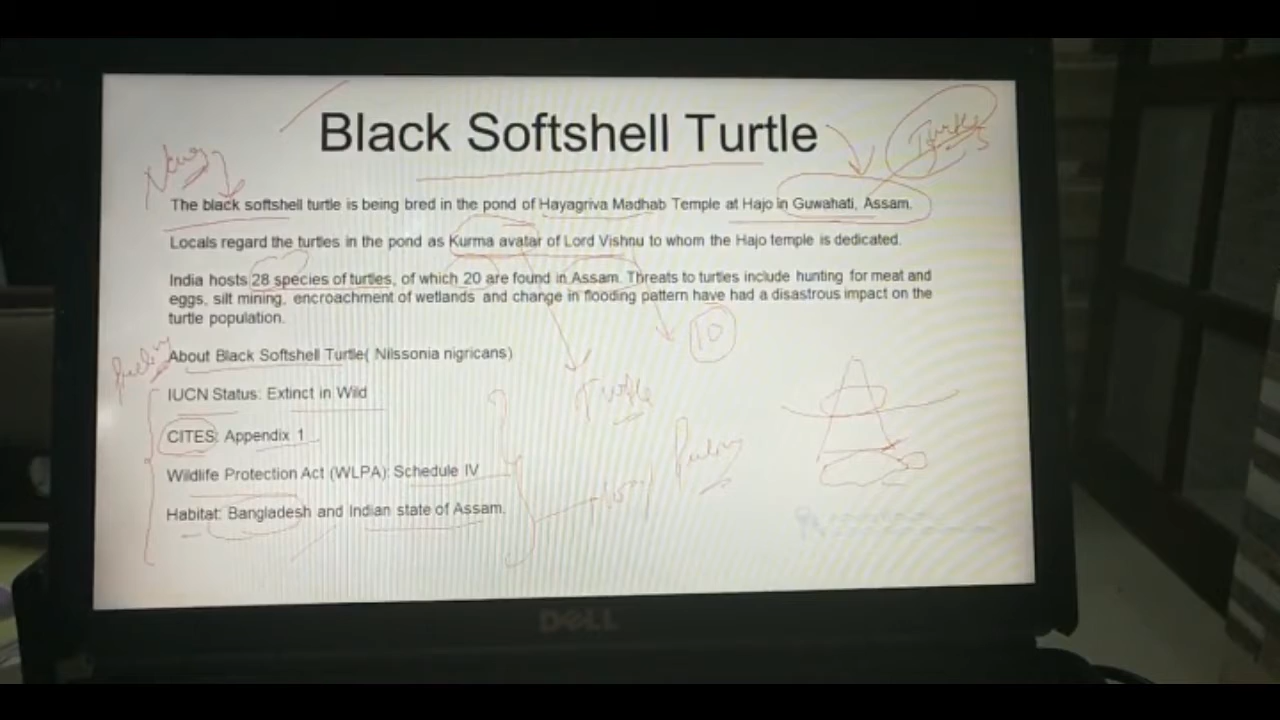 Black Softshell Turtle
Turtle
News
The black softshell turtle is being bred in the pond of Hayagriva Madhab Temple at Hajo in Guwahati, Assam.
Locals regard the turtles in the pond as Kurma avatar of Lord Vishnu to whom the Hajo temple is dedicated.
India hosts 28 species of turtles, of which 20 are found in Assam. Threats to turtles include hunting for meat and
eggs, silt mining, encroachment of wetlands and change in flooding pattern have had a disastrous impact on the
turtle population.
10
About Black Softshell Turtle( Nilssonia nigricans)
IUCN Status: Extinct in Wild
Turtle
CITES: Appendix 1
Wildlife Protection Act (WLPA): Schedule IV
Habitat: Bangladesh and Indian state of Assam.
DELL